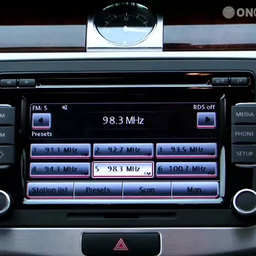 ONC
FM: 5 RDS off
98.3 MHz
Presets
1 91.1 MHz 2 92.7 MHz 3 93.5 MHz
4 94.3 MHz 5 98.3 MHz 6 100.7 MHz
Station list Presets Scan Man.
MEDIA
PHONE
SETUP